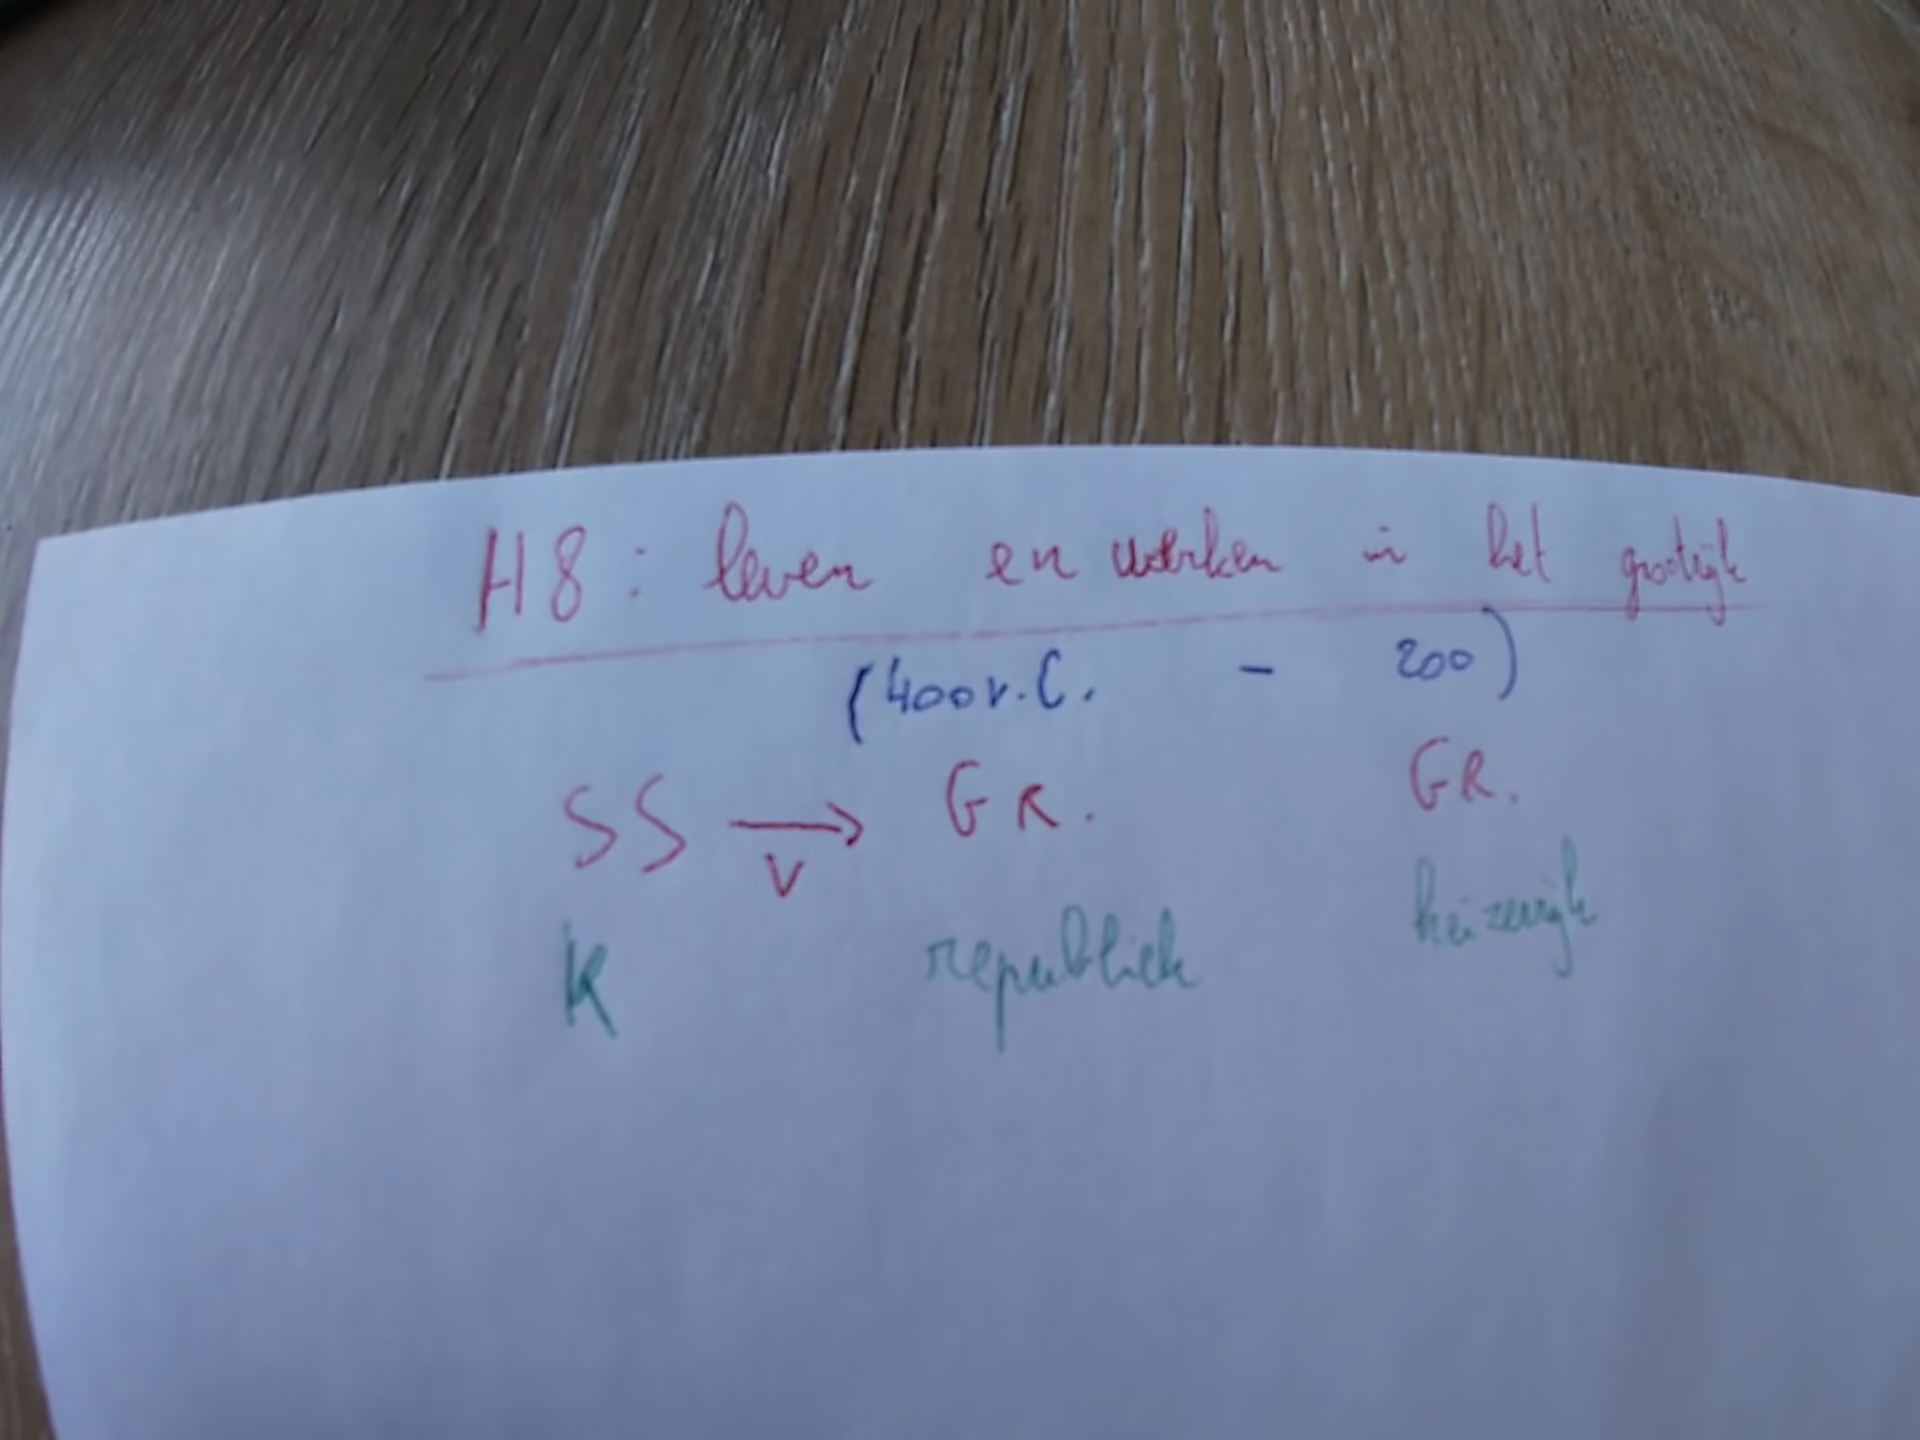 H8: leven en werken in het grootrijk
(400 v.C. - 200)
SS → GR. GR.
V
K republiek keizerrijk